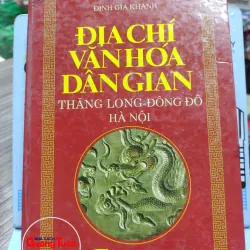 ĐINH GIA KHÁNH
ĐỊA CHÍ
VĂN HÓA
DÂN GIAN
THĂNG LONG-ĐÔNG ĐÔ
HÀ NỘI